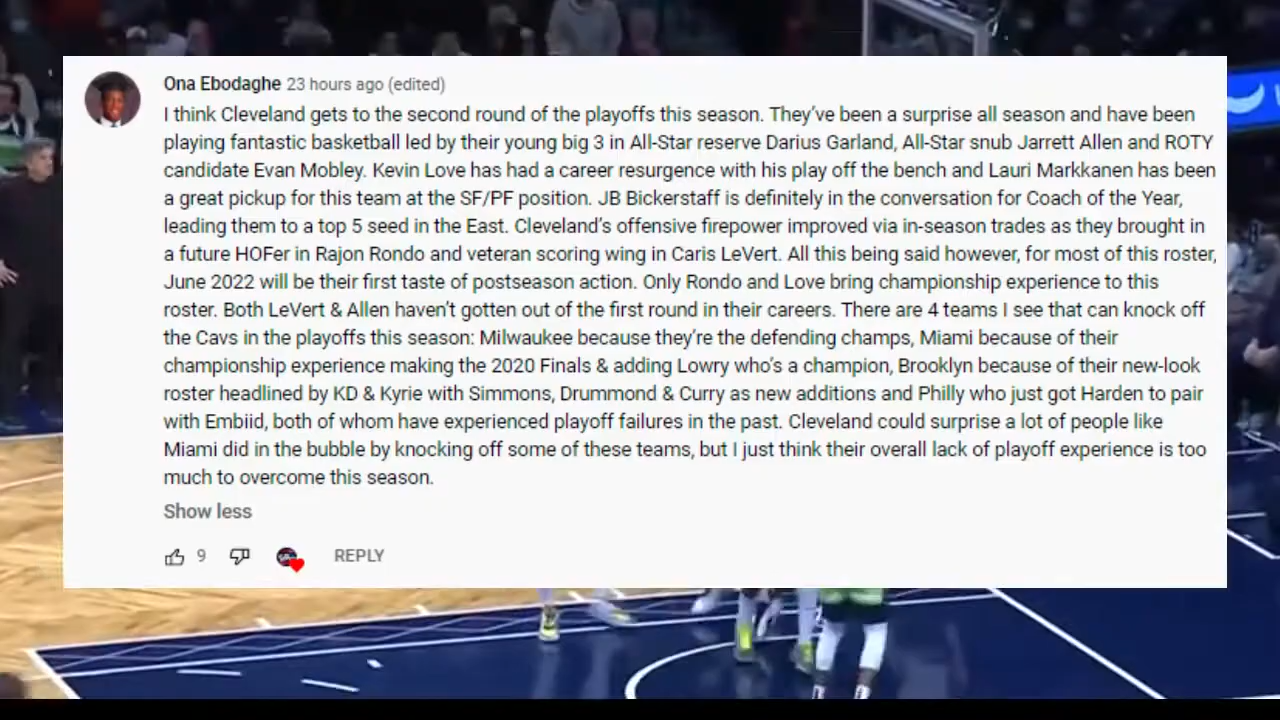 Ona Ebodaghe 23 hours ago (edited)
I think Cleveland gets to the second round of the playoffs this season. They've been a surprise all season and have been
playing fantastic basketball led by their young big 3 in All-Star reserve Darius Garland, All-Star snub Jarrett Allen and ROTY
candidate Evan Mobley. Kevin Love has had a career resurgence with his play off the bench and Lauri Markkanen has been
a great pickup for this team at the SF/PF position. JB Bickerstaff is definitely in the conversation for Coach of the Year,
leading them to a top 5 seed in the East. Cleveland's offensive firepower improved via in-season trades as they brought in
a future HOFer in Rajon Rondo and veteran scoring wing in Caris LeVert. All this being said however, for most of this roster,
June 2022 will be their first taste of postseason action. Only Rondo and Love bring championship experience to this
roster. Both LeVert & Allen haven't gotten out of the first round in their careers. There are 4 teams I see that can knock off
the Cavs in the playoffs this season: Milwaukee because they're the defending champs, Miami because of their
championship experience making the 2020 Finals & adding Lowry who's a champion, Brooklyn because of their new-look
roster headlined by KD & Kyrie with Simmons, Drummond & Curry as new additions and Philly who just got Harden to pair
with Embiid, both of whom have experienced playoff failures in the past. Cleveland could surprise a lot of people like
Miami did in the bubble by knocking off some of these teams, but I just think their overall lack of playoff experience is too
much to overcome this season.
Show less
9 REPLY